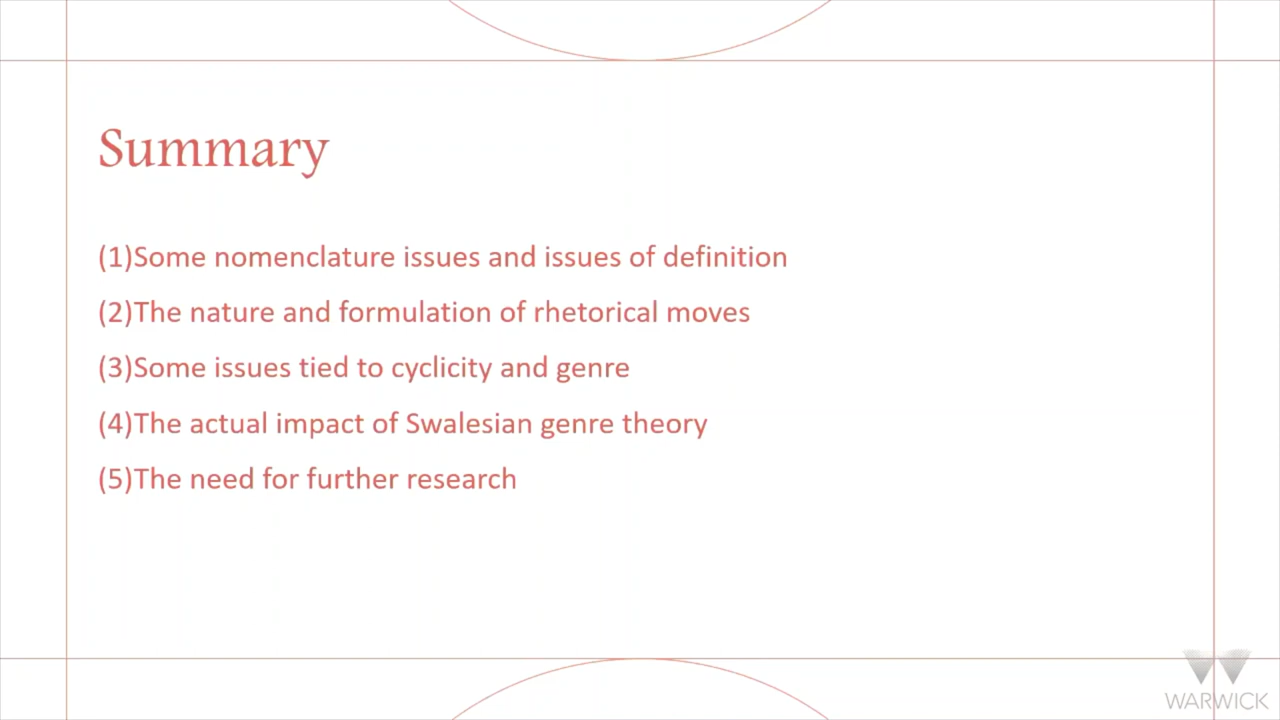 Summary
(1)Some nomenclature issues and issues of definition
(2)The nature and formulation of rhetorical moves
(3)Some issues tied to cyclicity and genre
(4)The actual impact of Swalesian genre theory
(5)The need for further research
WARWICK